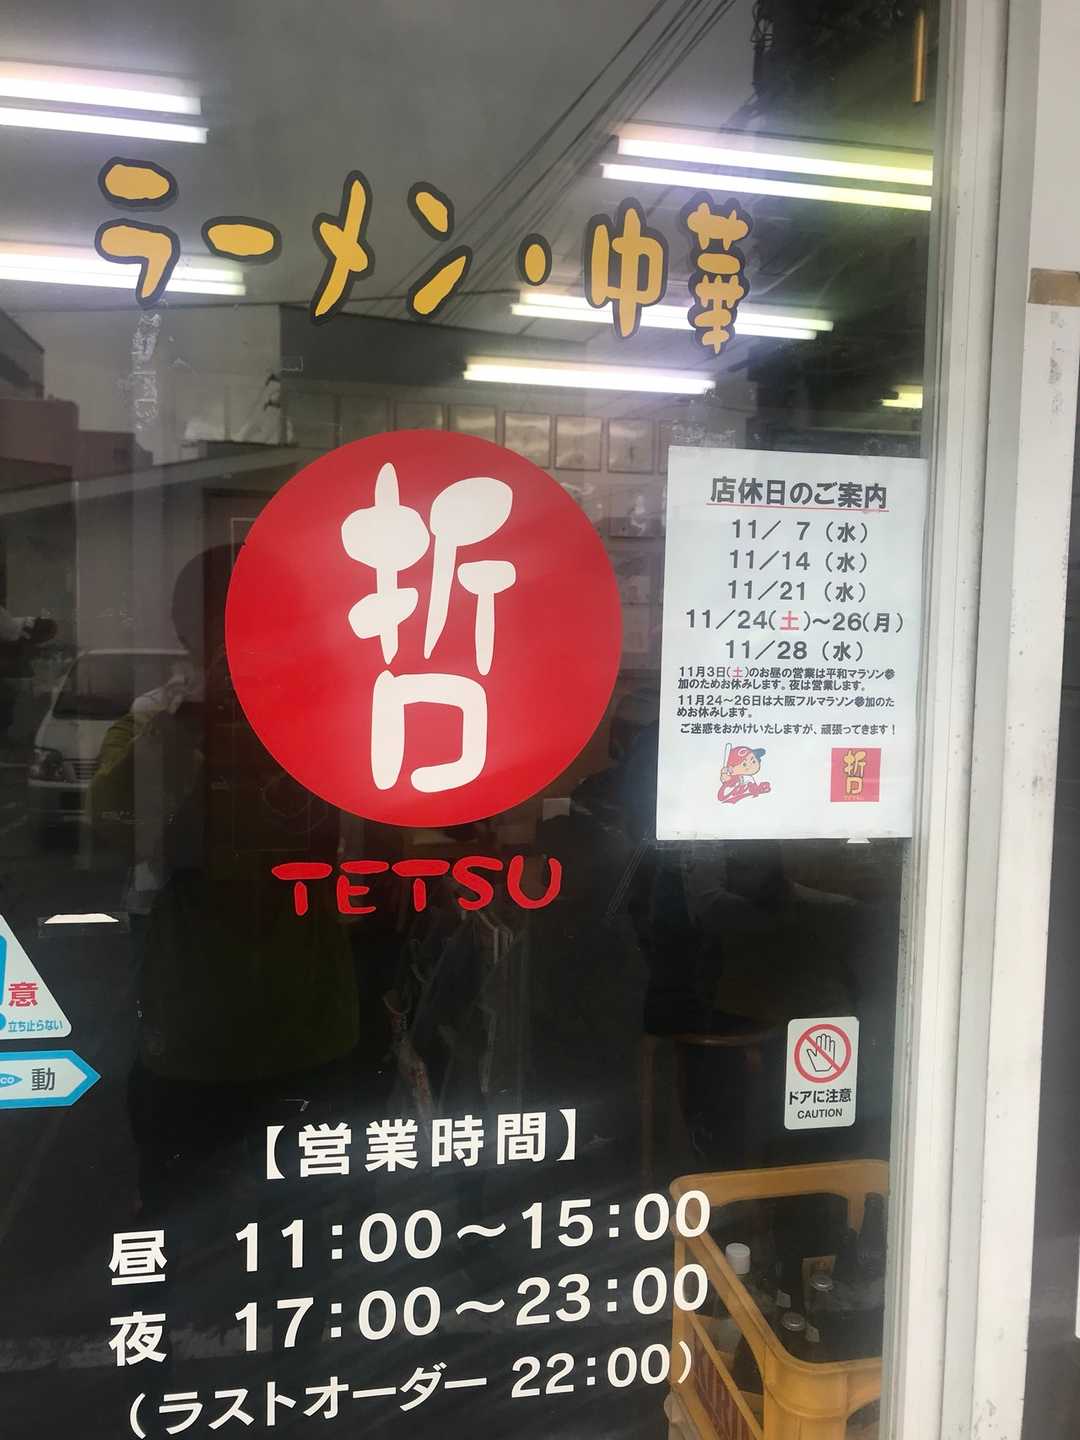 ラーメン・中華
哲
TETSU
店休日のご案内
11／ 7（水）
11／14（水）
11／21（水）
11／24(土)～26(月)
11／28（水）
11月3日(土)のお昼の営業は平和マラソン参
加のためお休みします。夜は営業します。
11月24～26日は大阪フルマラソン参加のた
めお休みします。
ご迷惑をおかけいたしますが、頑張ってきます！
Carp
哲
TETSU
意
立ち止らない
動
ドアに注意
CAUTION
【営業時間】
昼 11：00～15：00
夜 17：00～23：00
（ラストオーダー 22：00）